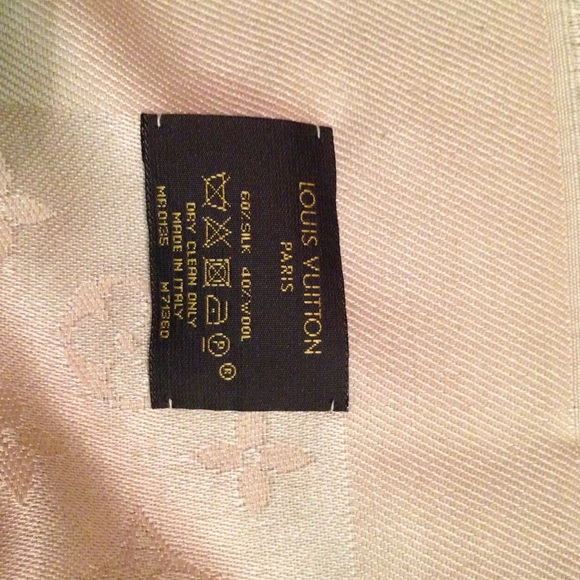 LOUIS VUITTON
PARIS
60% SILK 40% WOOL
P ®
DRY CLEAN ONLY
MADE IN ITALY
MR0135 M71360